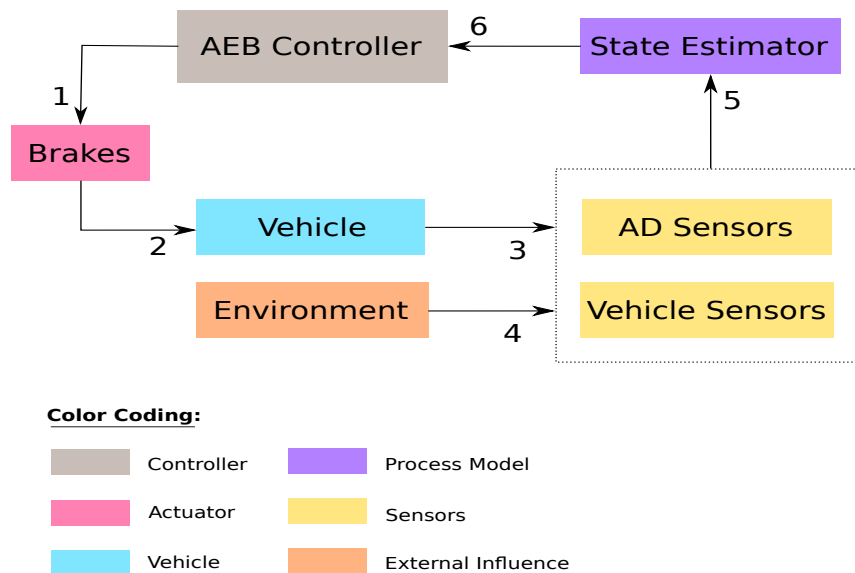 AEB Controller
6
State Estimator
1
5
Brakes
2
Vehicle
3
AD Sensors
Environment
4
Vehicle Sensors
Color Coding:
Controller
Process Model
Actuator
Sensors
Vehicle
External Influence